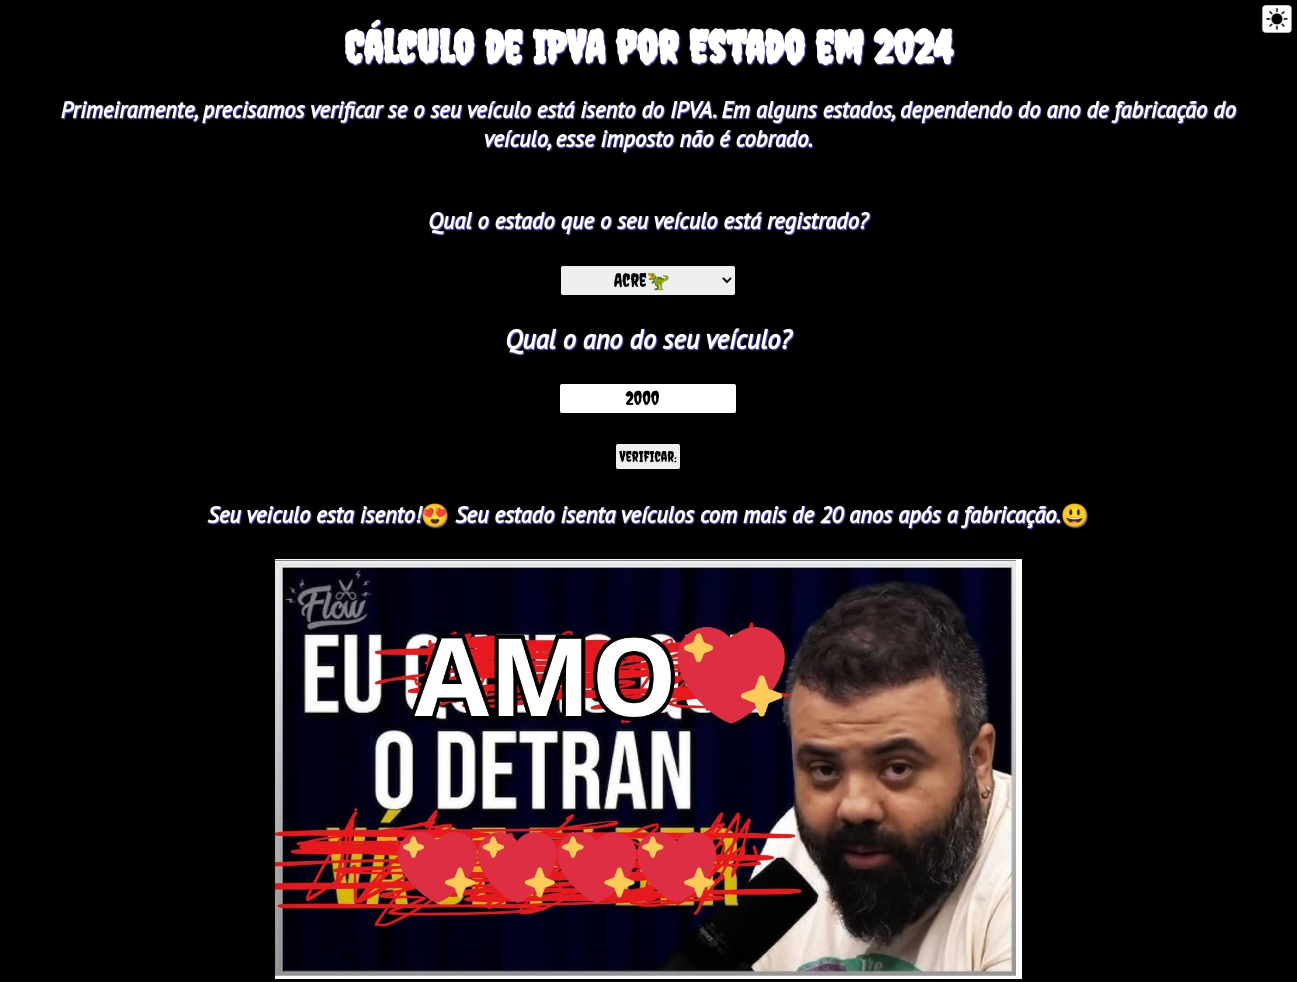 CÁLCULO DE IPVA POR ESTADO EM 2024
Primeiramente, precisamos verificar se o seu veículo está isento do IPVA. Em alguns estados, dependendo do ano de fabricação do
veículo, esse imposto não é cobrado.
Qual o estado que o seu veículo está registrado?
ACRE🦖
Qual o ano do seu veículo?
2000
VERIFICAR:
Seu veiculo esta isento!😍 Seu estado isenta veículos com mais de 20 anos após a fabricação.😃
Flow
EU AMO
O DETRAN